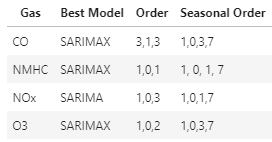 Gas Best Model Order Seasonal Order
CO SARIMAX 3,1,3 1,0,3,7
NMHC SARIMAX 1,0,1 1, 0, 1, 7
NOx SARIMA 1,0,3 1,0,1,7
O3 SARIMAX 1,0,2 1,0,3,7